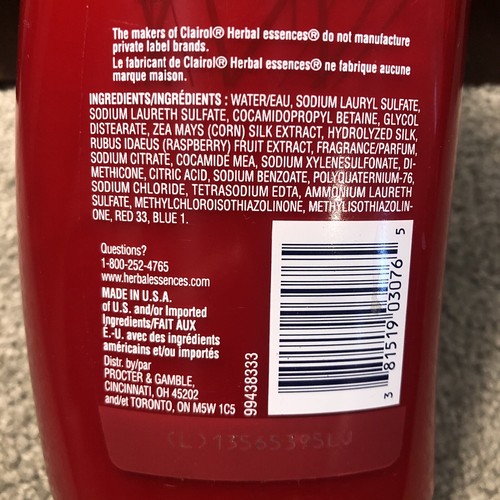 The makers of Clairol® Herbal essences® do not manufacture
private label brands.
Le fabricant de Clairol® Herbal essences® ne fabrique aucune
marque maison.
INGREDIENTS/INGRÉDIENTS : WATER/EAU, SODIUM LAURYL SULFATE,
SODIUM LAURETH SULFATE, COCAMIDOPROPYL BETAINE, GLYCOL
DISTEARATE, ZEA MAYS (CORN) SILK EXTRACT, HYDROLYZED SILK,
RUBUS IDAEUS (RASPBERRY) FRUIT EXTRACT, FRAGRANCE/PARFUM,
SODIUM CITRATE, COCAMIDE MEA, SODIUM XYLENESULFONATE, DI-
METHICONE, CITRIC ACID, SODIUM BENZOATE, POLYQUATERNIUM-76,
SODIUM CHLORIDE, TETRASODIUM EDTA, AMMONIUM LAURETH
SULFATE, METHYLCHLOROISOTHIAZOLINONE, METHYLISOTHIAZOLIN-
ONE, RED 33, BLUE 1.
Questions?
1-800-252-4765
www.herbalessences.com
MADE IN U.S.A.
of U.S. and/or Imported
Ingredients/FAIT AUX
É.-U. avec des ingrédients
américains et/ou importés
Distr. by/par
PROCTER & GAMBLE,
CINCINNATI, OH 45202
and/et TORONTO, ON M5W 1C5
99438333
3 81519 03076 5